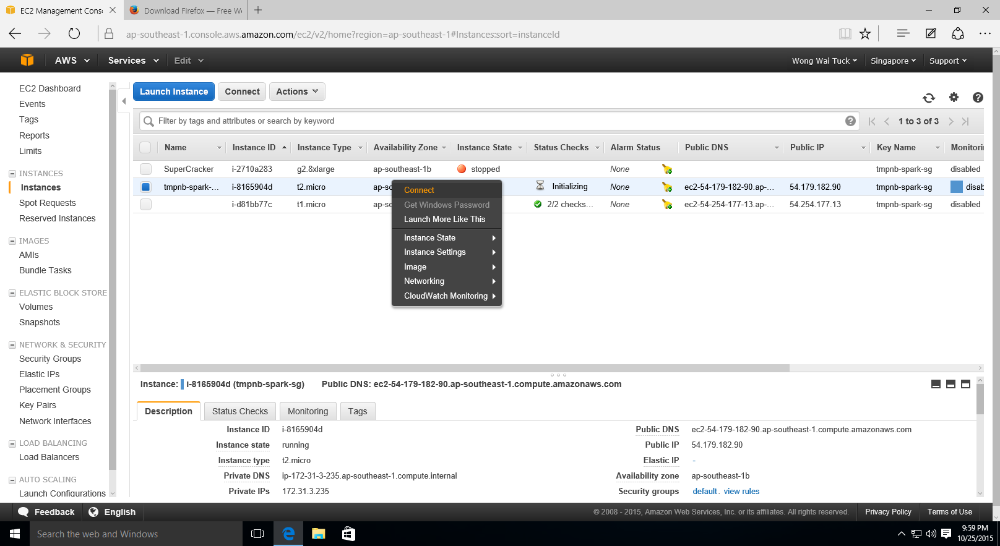 EC2 Management Conso
Download Firefox — Free We
ap-southeast-1.console.aws.amazon.com/ec2/v2/home?region=ap-southeast-1#Instances:sort=instanceId
AWS Services Edit Wong Wai Tuck Singapore Support
EC2 Dashboard
Events
Tags
Reports
Limits
INSTANCES
Instances
Spot Requests
Reserved Instances
IMAGES
AMIs
Bundle Tasks
ELASTIC BLOCK STORE
Volumes
Snapshots
NETWORK & SECURITY
Security Groups
Elastic IPs
Placement Groups
Key Pairs
Network Interfaces
LOAD BALANCING
Load Balancers
AUTO SCALING
Launch Configurations
Launch Instance Connect Actions
Filter by tags and attributes or search by keyword
1 to 3 of 3
Name Instance ID Instance Type Availability Zone Instance State Status Checks Alarm Status Public DNS Public IP Key Name Monitorin
SuperCracker i-2710a283 g2.8xlarge ap-southeast-1b stopped None tmpnb-spark-sg disabled
tmpnb-spark-... i-8165904d t2.micro ap-so Initializing None ec2-54-179-182-90.ap-... 54.179.182.90 tmpnb-spark-sg disab
i-d81bb77c t1.micro ap-so 2/2 checks... None ec2-54-254-177-13.ap-... 54.254.177.13 tmpnb-spark-sg disabled
Connect
Get Windows Password
Launch More Like This
Instance State
Instance Settings
Image
Networking
CloudWatch Monitoring
Instance: i-8165904d (tmpnb-spark-sg) Public DNS: ec2-54-179-182-90.ap-southeast-1.compute.amazonaws.com
Description Status Checks Monitoring Tags
Instance ID i-8165904d Public DNS ec2-54-179-182-90.ap-southeast-1.compute.amazonaws.com
Instance state running Public IP 54.179.182.90
Instance type t2.micro Elastic IP -
Private DNS ip-172-31-3-235.ap-southeast-1.compute.internal Availability zone ap-southeast-1b
Private IPs 172.31.3.235 Security groups default. view rules
Feedback English © 2008 - 2015, Amazon Web Services, Inc. or its affiliates. All rights reserved. Privacy Policy Terms of Use
Search the web and Windows
9:59 PM
10/25/2015